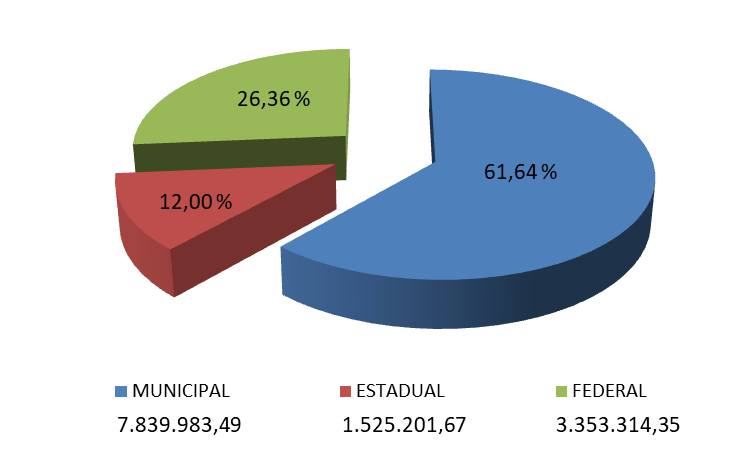 26,36 %
61,64 %
12,00 %
MUNICIPAL ESTADUAL FEDERAL
7.839.983,49 1.525.201,67 3.353.314,35